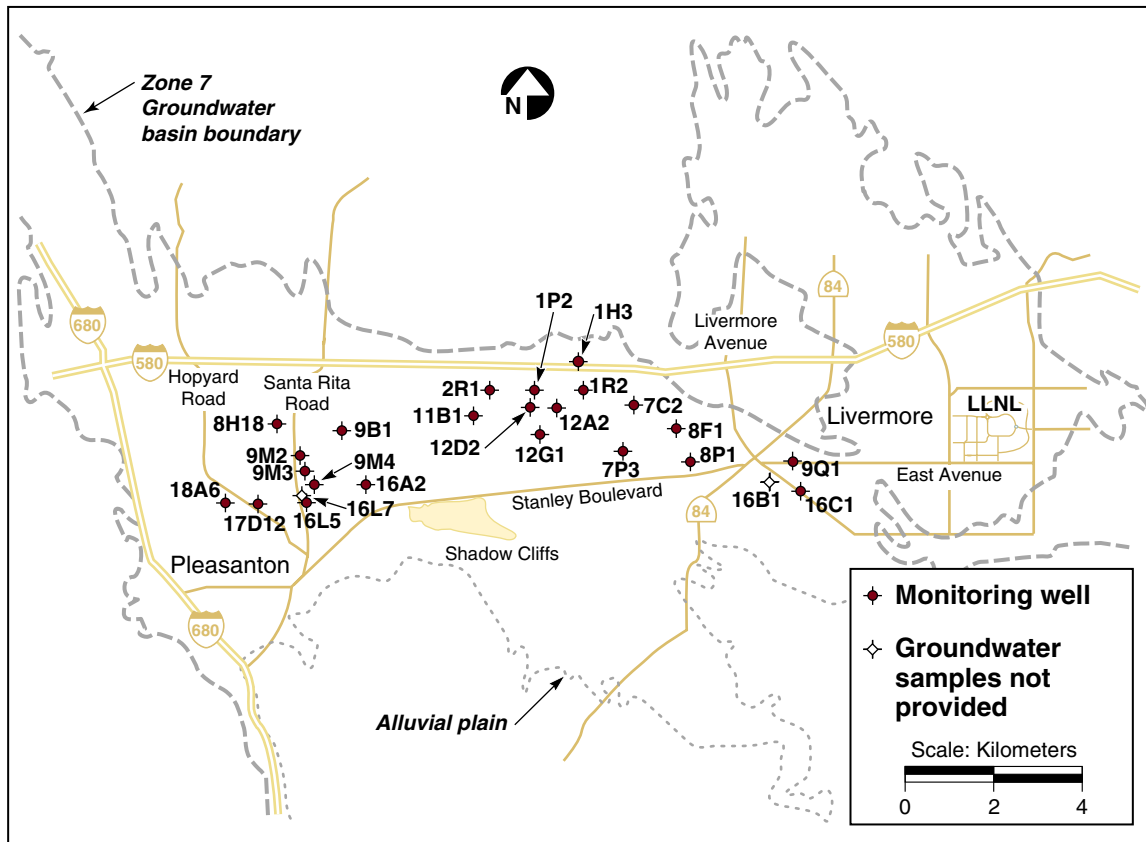 Zone 7
Groundwater
basin boundary
N
1P2
1H3
84
Livermore
Avenue
680
580
580
Hopyard
Road
Santa Rita
Road
2R1
1R2
7C2
Livermore
LLNL
11B1
12A2
8H18
9B1
8F1
12D2
12G1
9M2
9M3
9M4
7P3
8P1
9Q1
East Avenue
18A6
16A2
Stanley Boulevard
16B1
16C1
17D12
16L5
16L7
84
Shadow Cliffs
Pleasanton
680
Alluvial plain
Monitoring well
Groundwater
samples not
provided
Scale: Kilometers
0 2 4